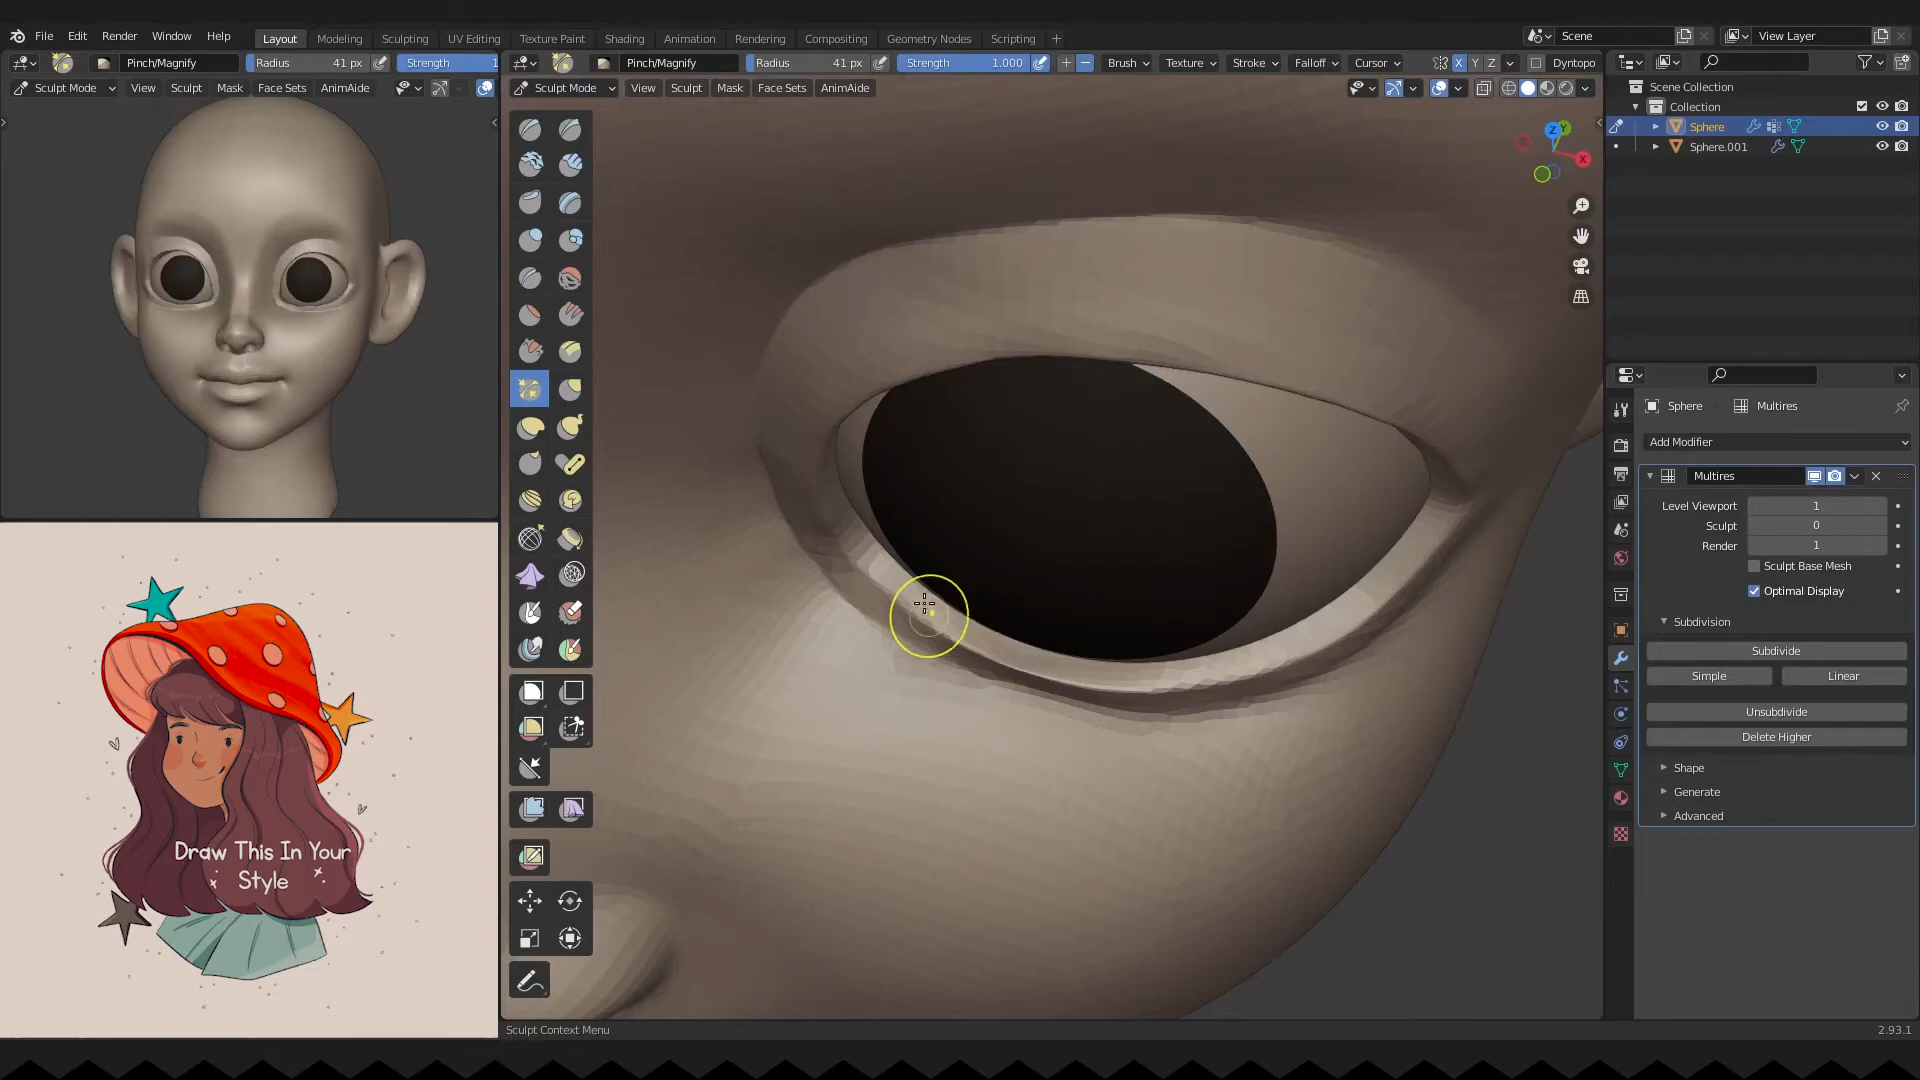 File Edit Render Window Help Layout Modeling Sculpting UV Editing Texture Paint Shading Animation Rendering Compositing Geometry Nodes Scripting + Scene View Layer
Pinch/Magnify Radius 41 px Strength 1
Pinch/Magnify Radius 41 px Strength 1.000 Brush Texture Stroke Falloff Cursor X Y Z Dyntopo
Sculpt Mode View Sculpt Mask Face Sets AnimAide
Sculpt Mode View Sculpt Mask Face Sets AnimAide
Scene Collection
Collection
Sphere
Sphere.001
Z
Y
X
Sphere Multires
Add Modifier
Multires
Level Viewport 1
Sculpt 0
Render 1
Sculpt Base Mesh
Optimal Display
Subdivision
Subdivide
Simple Linear
Unsubdivide
Delete Higher
Shape
Generate
Advanced
Draw This In Your
Style
Sculpt Context Menu
2.93.1